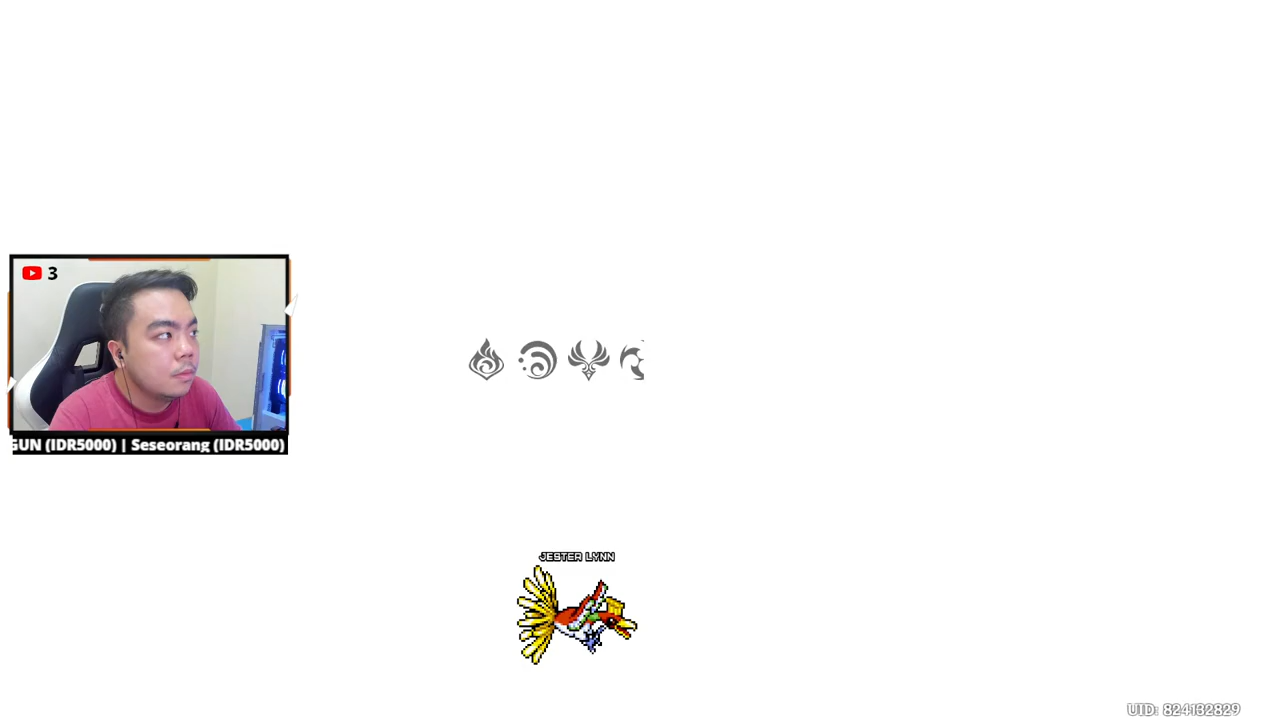 3
GUN (IDR5000) | Seseorang (IDR5000)
JESTER LYNN
UID: 824132829